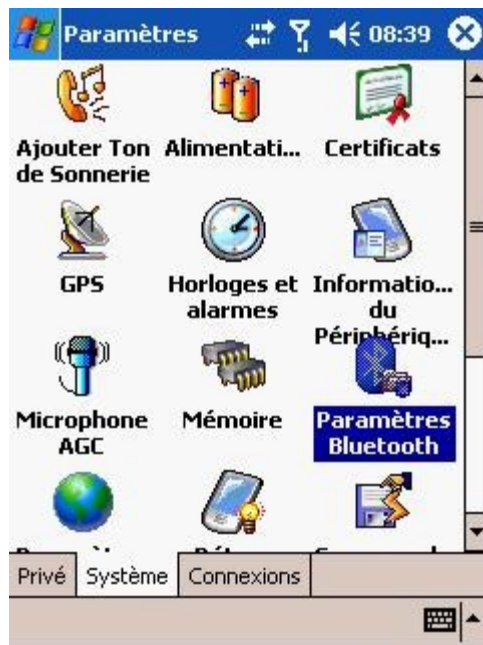 Paramètres 08:39
Ajouter Ton de Sonnerie
Alimentati...
Certificats
GPS
Horloges et alarmes
Informatio... du Périphériq...
Microphone AGC
Mémoire
Paramètres Bluetooth
Privé Système Connexions